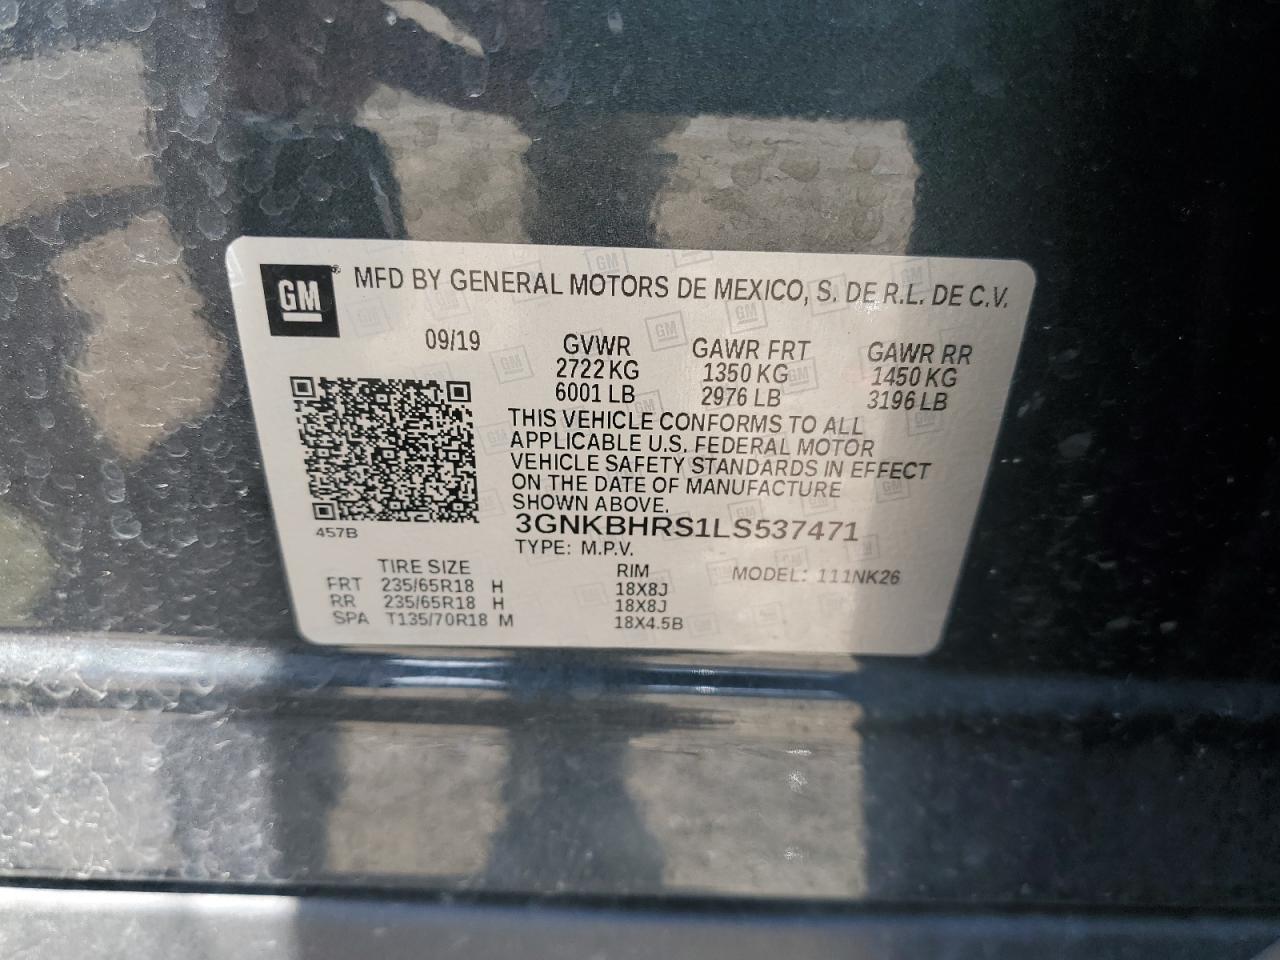 GM MFD BY GENERAL MOTORS DE MEXICO, S. DE R.L. DE C.V.
09/19 GVWR GAWR FRT GAWR RR
2722 KG 1350 KG 1450 KG
6001 LB 2976 LB 3196 LB
THIS VEHICLE CONFORMS TO ALL
APPLICABLE U.S. FEDERAL MOTOR
VEHICLE SAFETY STANDARDS IN EFFECT
ON THE DATE OF MANUFACTURE
SHOWN ABOVE.
3GNKBHRS1LS537471
457B
TYPE: M.P.V.
TIRE SIZE RIM MODEL: 111NK26
FRT 235/65R18 H 18X8J
RR 235/65R18 H 18X8J
SPA T135/70R18 M 18X4.5B